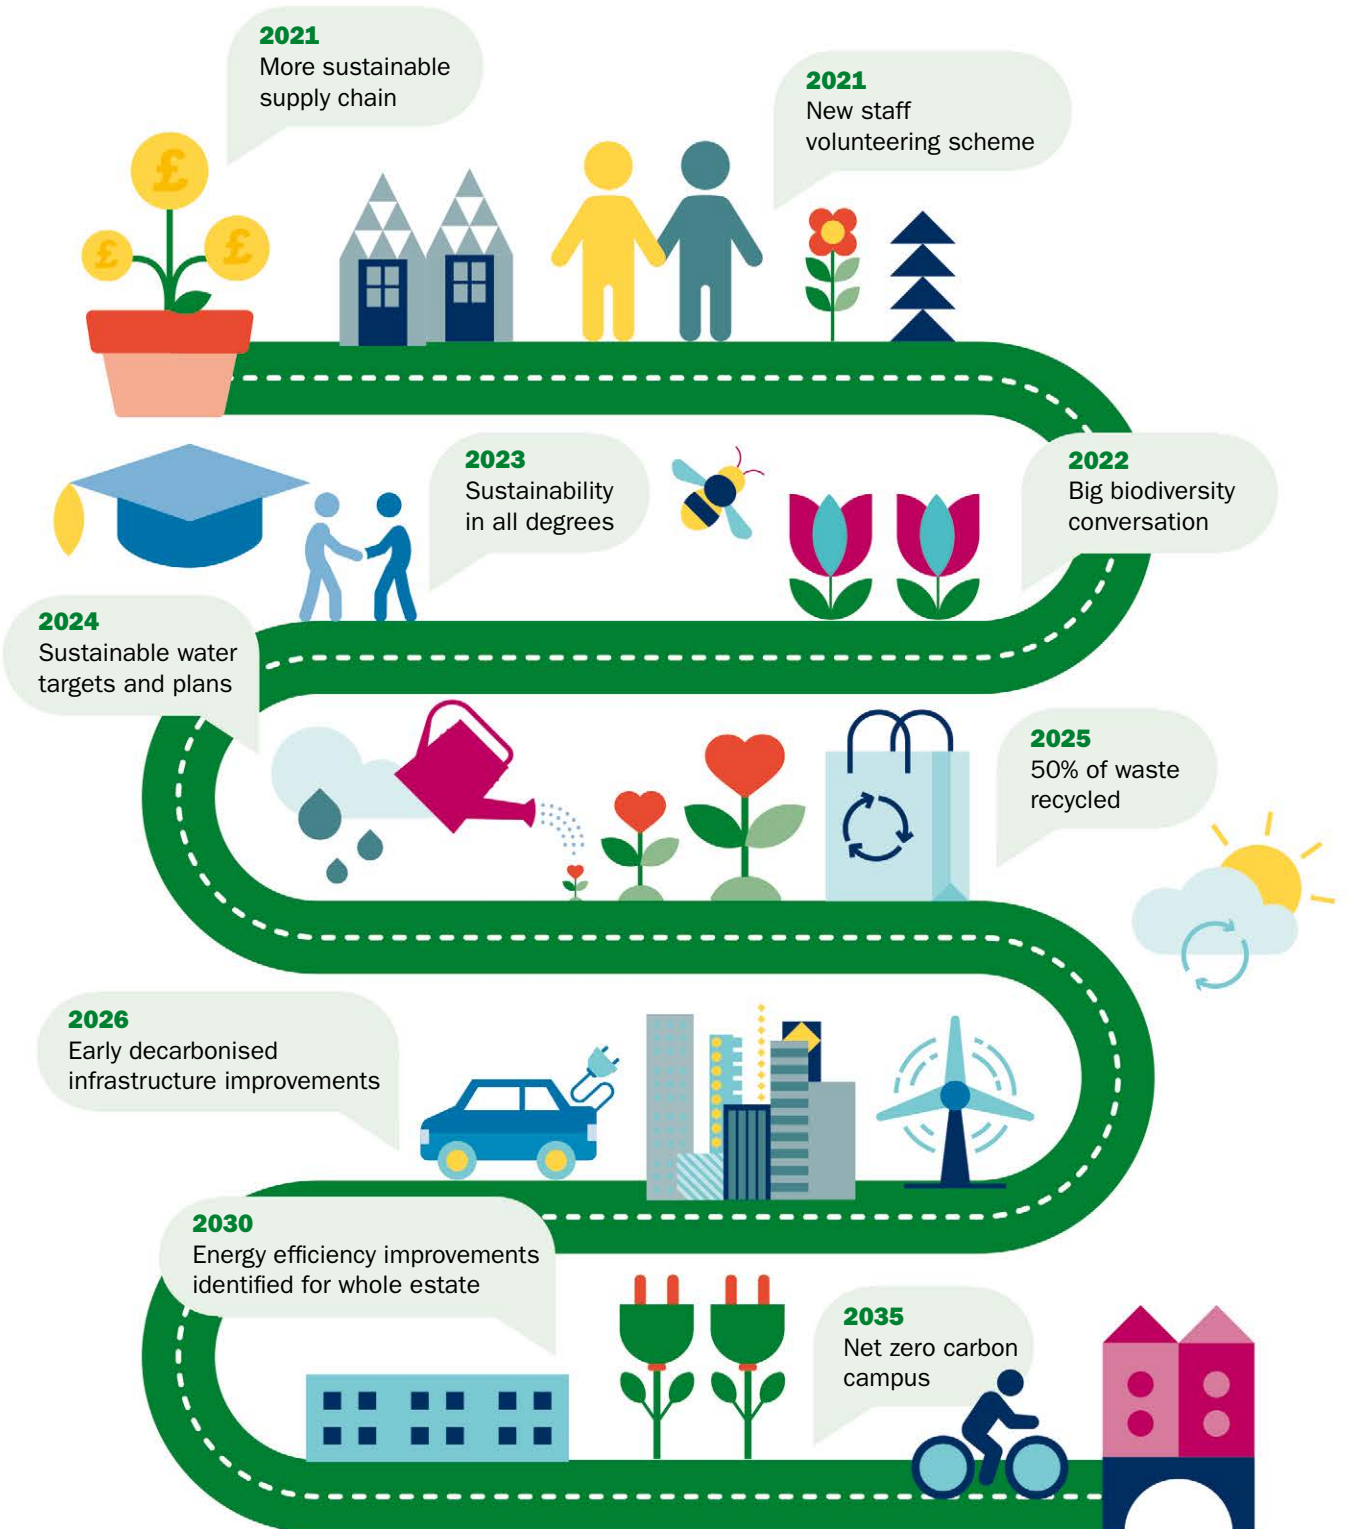 2021
More sustainable
supply chain
2021
New staff
volunteering scheme
£
£
£
2022
Big biodiversity
conversation
2023
Sustainability
in all degrees
2024
Sustainable water
targets and plans
2025
50% of waste
recycled
2026
Early decarbonised
infrastructure improvements
2030
Energy efficiency improvements
identified for whole estate
2035
Net zero carbon
campus